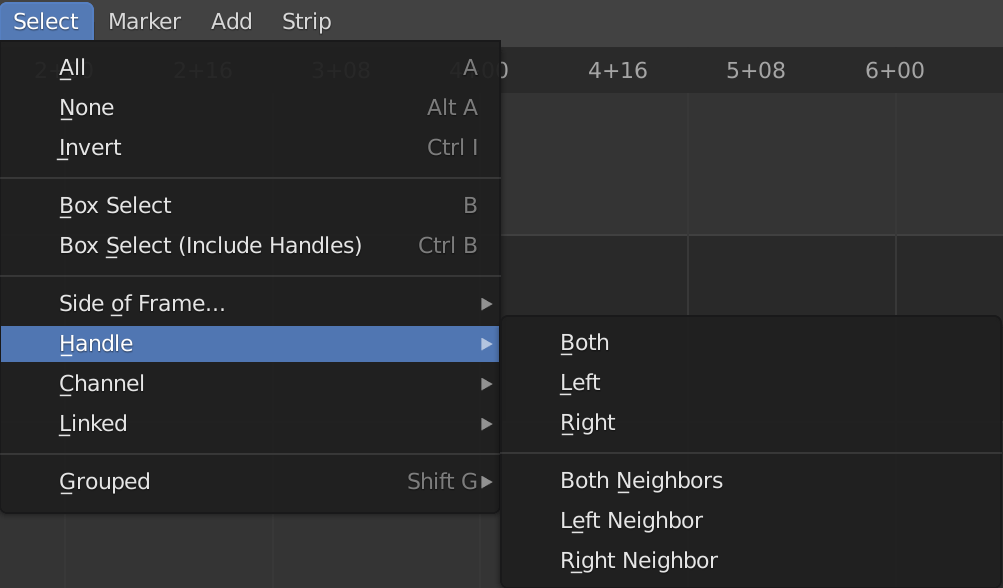 Select Marker Add Strip
2+00 2+16 3+08 4+00 4+16 5+08 6+00
All A
None Alt A
Invert Ctrl I
Box Select B
Box Select (Include Handles) Ctrl B
Side of Frame...
Handle
Channel
Linked
Grouped Shift G
Both
Left
Right
Both Neighbors
Left Neighbor
Right Neighbor